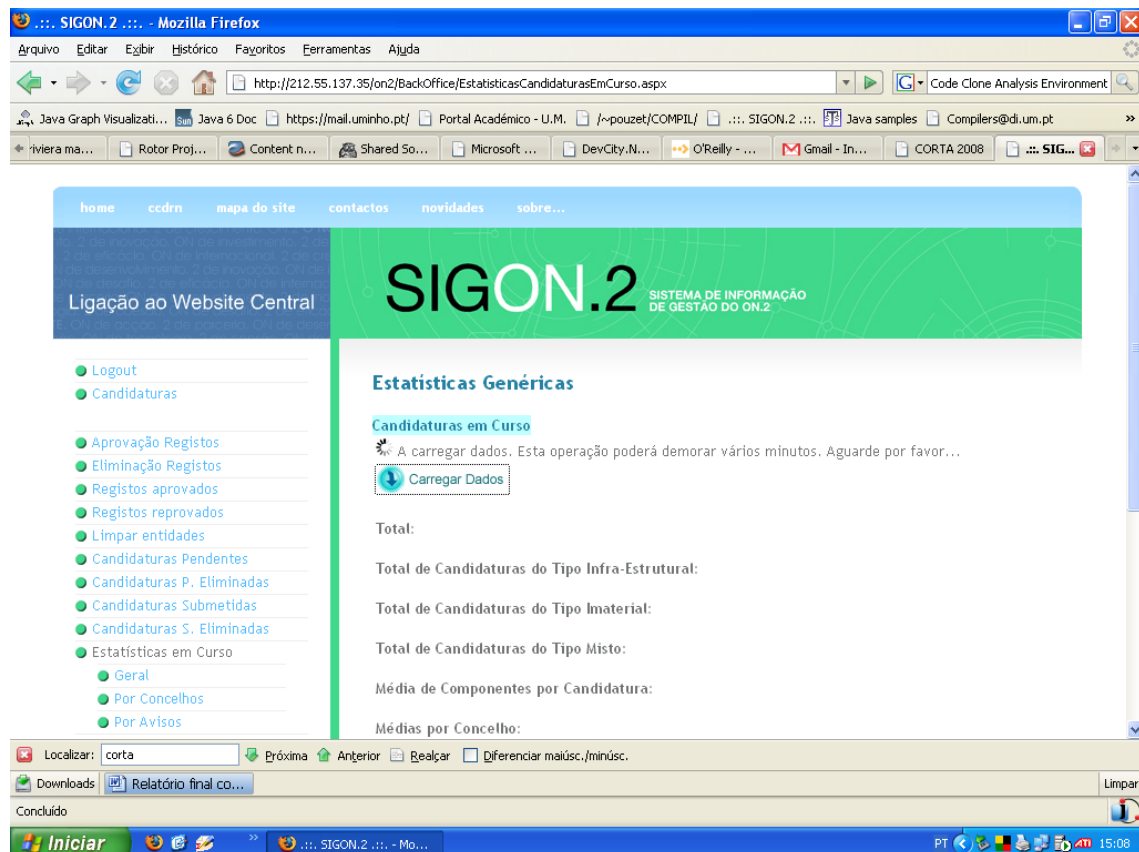 .::. SIGON.2 .::. - Mozilla Firefox
Arquivo Editar Exibir Histórico Favoritos Ferramentas Ajuda
http://212.55.137.35/on2/BackOffice/EstatisticasCandidaturasEmCurso.aspx Code Clone Analysis Environment
Java Graph Visualizati... Java 6 Doc https://mail.uminho.pt/ Portal Académico - U.M. /~pouzet/COMPIL/ .::. SIGON.2 .::. Java samples Compilers@di.um.pt »
riviera ma... Rotor Proj... Content n... Shared So... Microsoft ... DevCity.N... O'Reilly - ... Gmail - In... CORTA 2008 .::. SIG...
home ccdrn mapa do site contactos novidades sobre...
Ligação ao Website Central
SIGON.2 SISTEMA DE INFORMAÇÃO
DE GESTÃO DO ON.2
Logout
Candidaturas
Aprovação Registos
Eliminação Registos
Registos aprovados
Registos reprovados
Limpar entidades
Candidaturas Pendentes
Candidaturas P. Eliminadas
Candidaturas Submetidas
Candidaturas S. Eliminadas
Estatísticas em Curso
Geral
Por Concelhos
Por Avisos
Estatísticas Genéricas
Candidaturas em Curso
A carregar dados. Esta operação poderá demorar vários minutos. Aguarde por favor...
Carregar Dados
Total:
Total de Candidaturas do Tipo Infra-Estrutural:
Total de Candidaturas do Tipo Imaterial:
Total de Candidaturas do Tipo Misto:
Média de Componentes por Candidatura:
Médias por Concelho:
Localizar: corta Próxima Anterior Realçar Diferenciar maiúsc./minúsc.
Downloads Relatório final co... Limpar
Concluído
Iniciar » .::. SIGON.2 .::. - Mo... PT 15:08